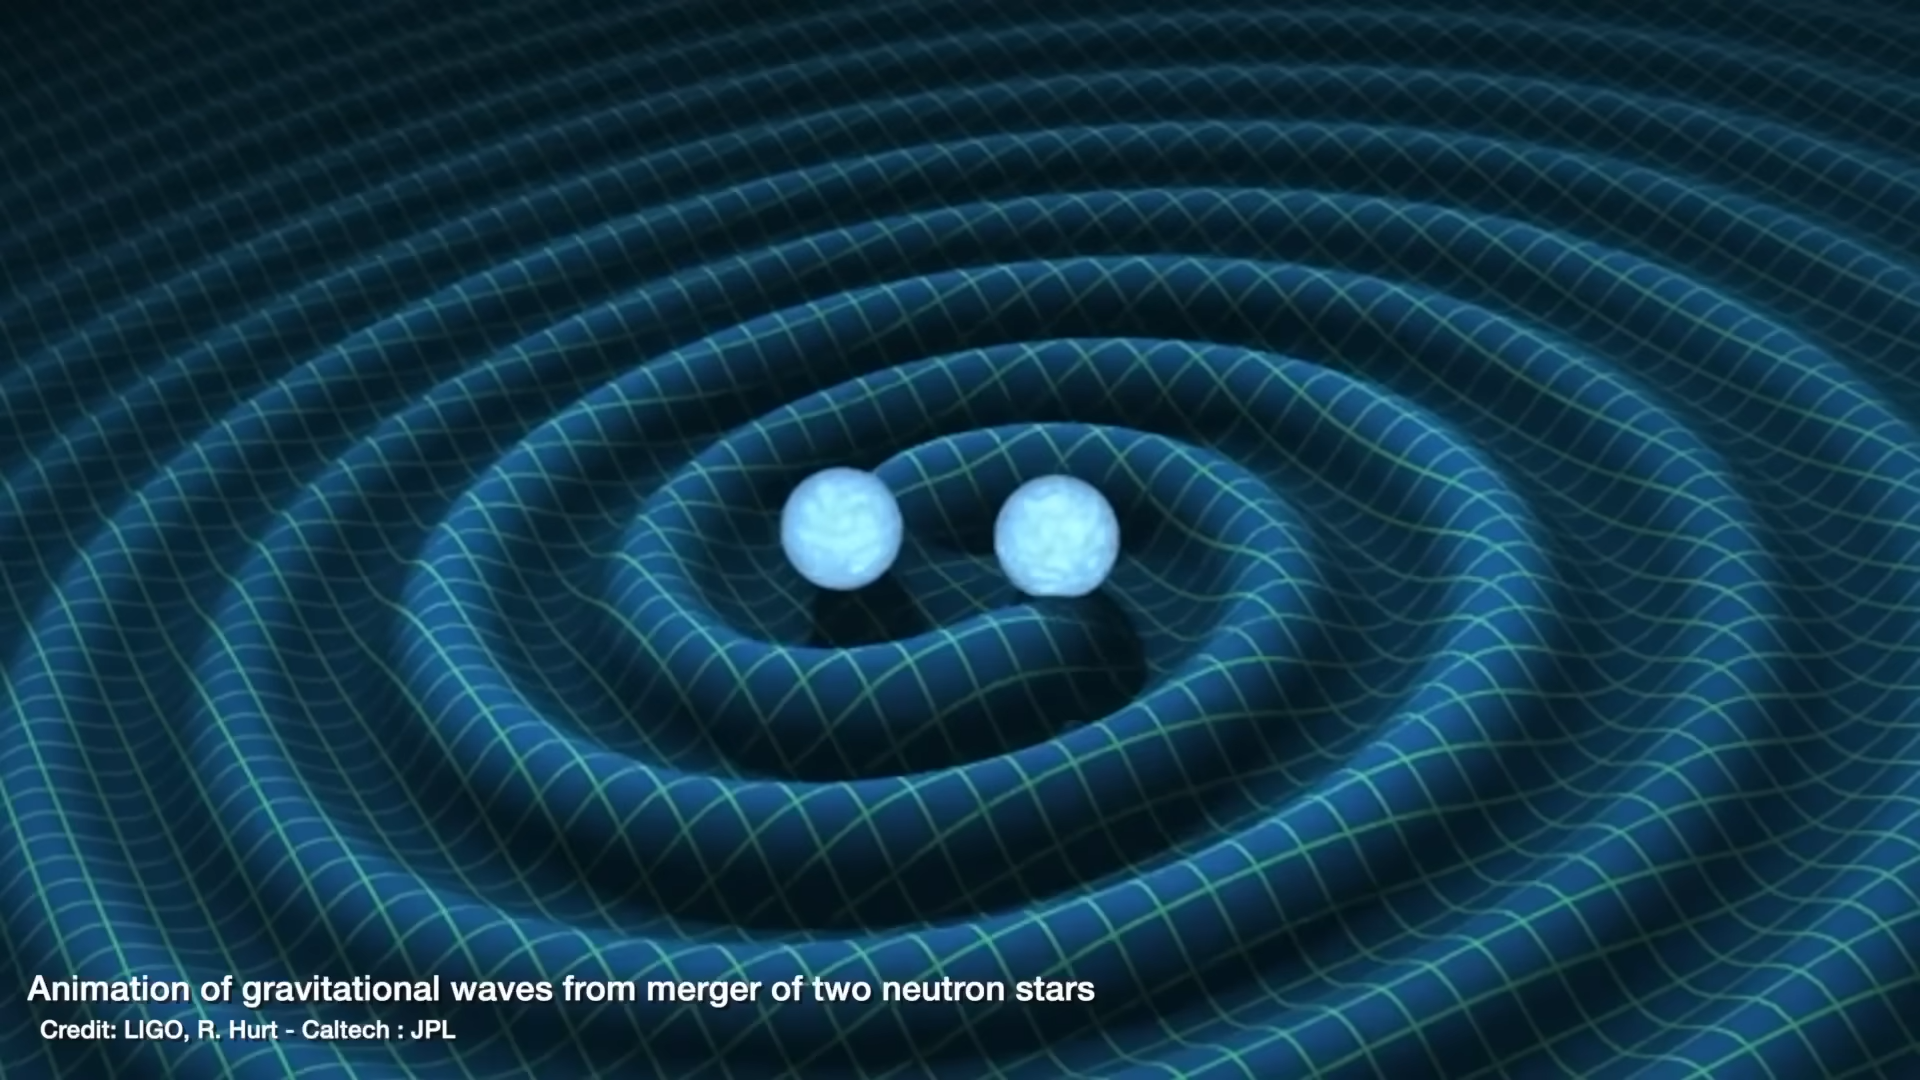 Animation of gravitational waves from merger of two neutron stars
Credit: LIGO, R. Hurt - Caltech : JPL